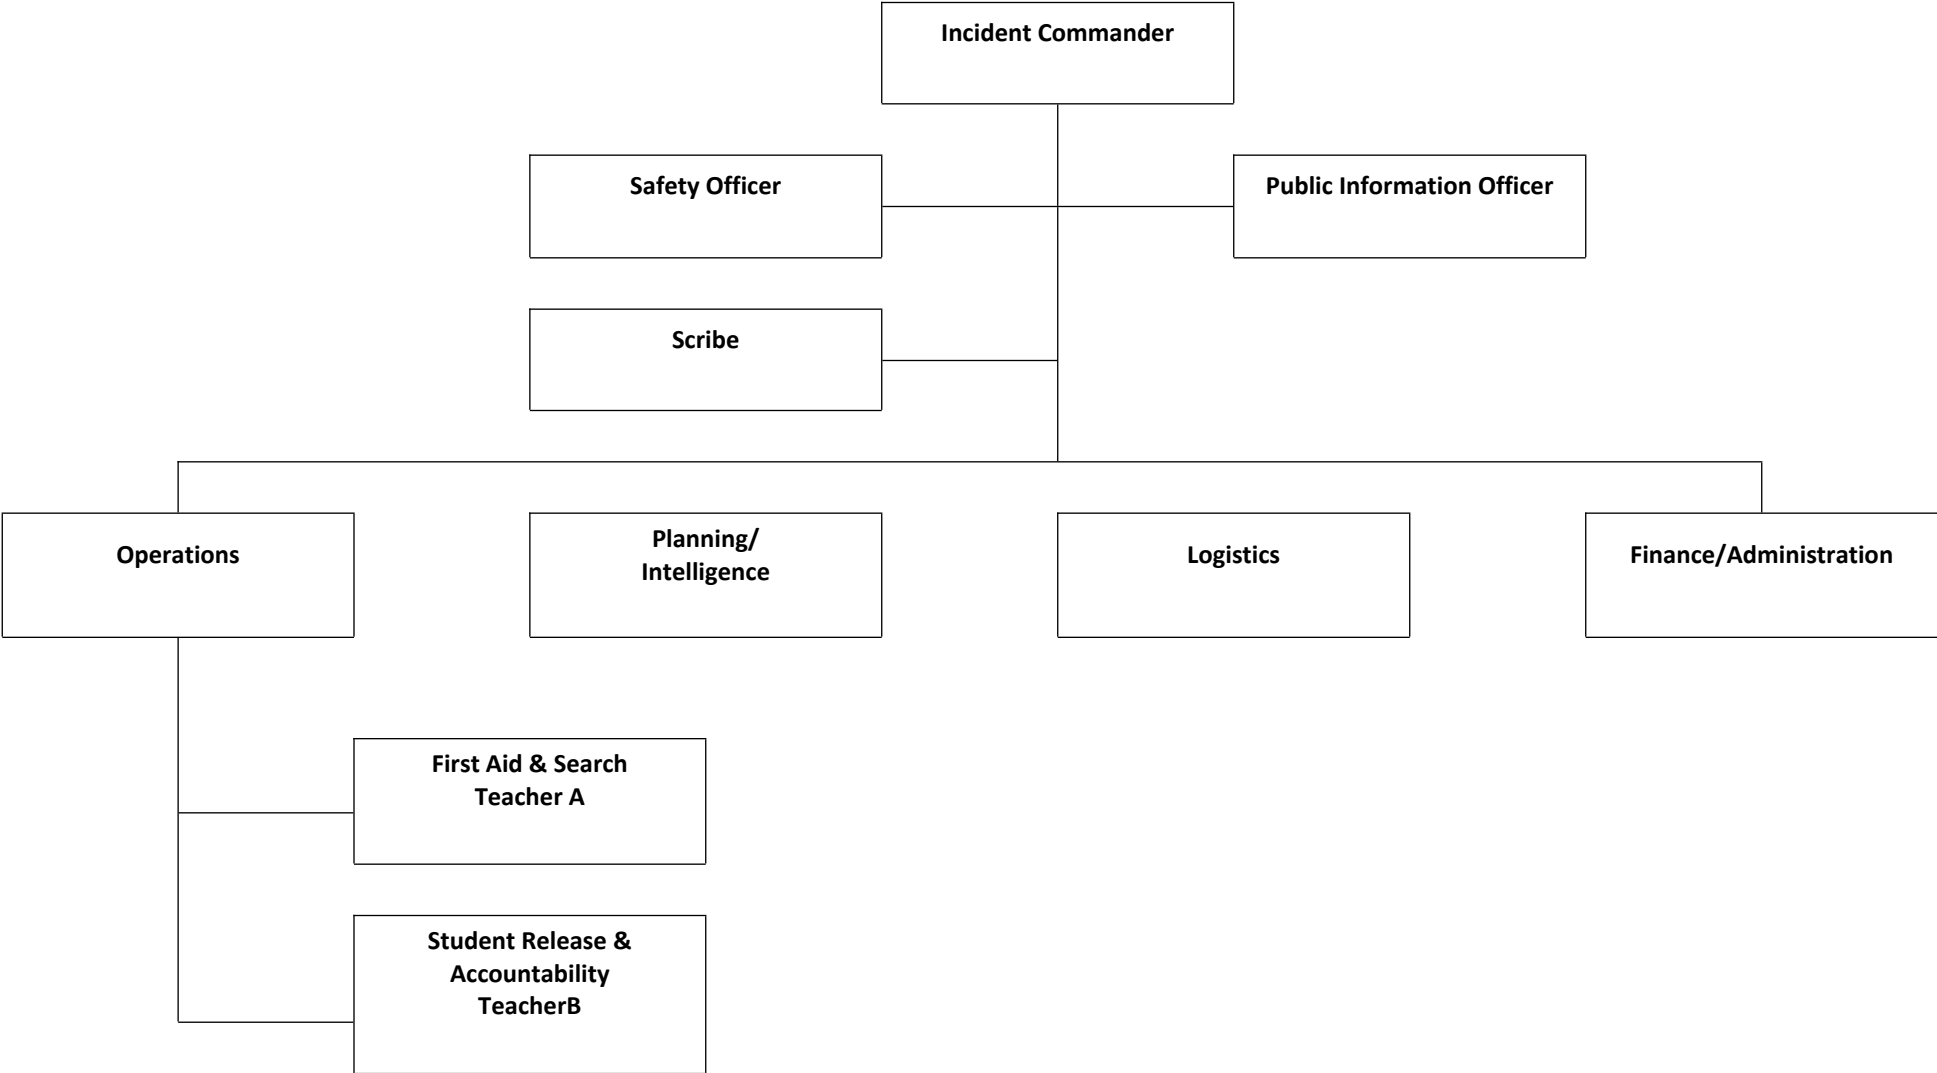 Incident Commander
Safety Officer
Public Information Officer
Scribe
Operations
Planning/
Intelligence
Logistics
Finance/Administration
First Aid & Search
Teacher A
Student Release &
Accountability
TeacherB